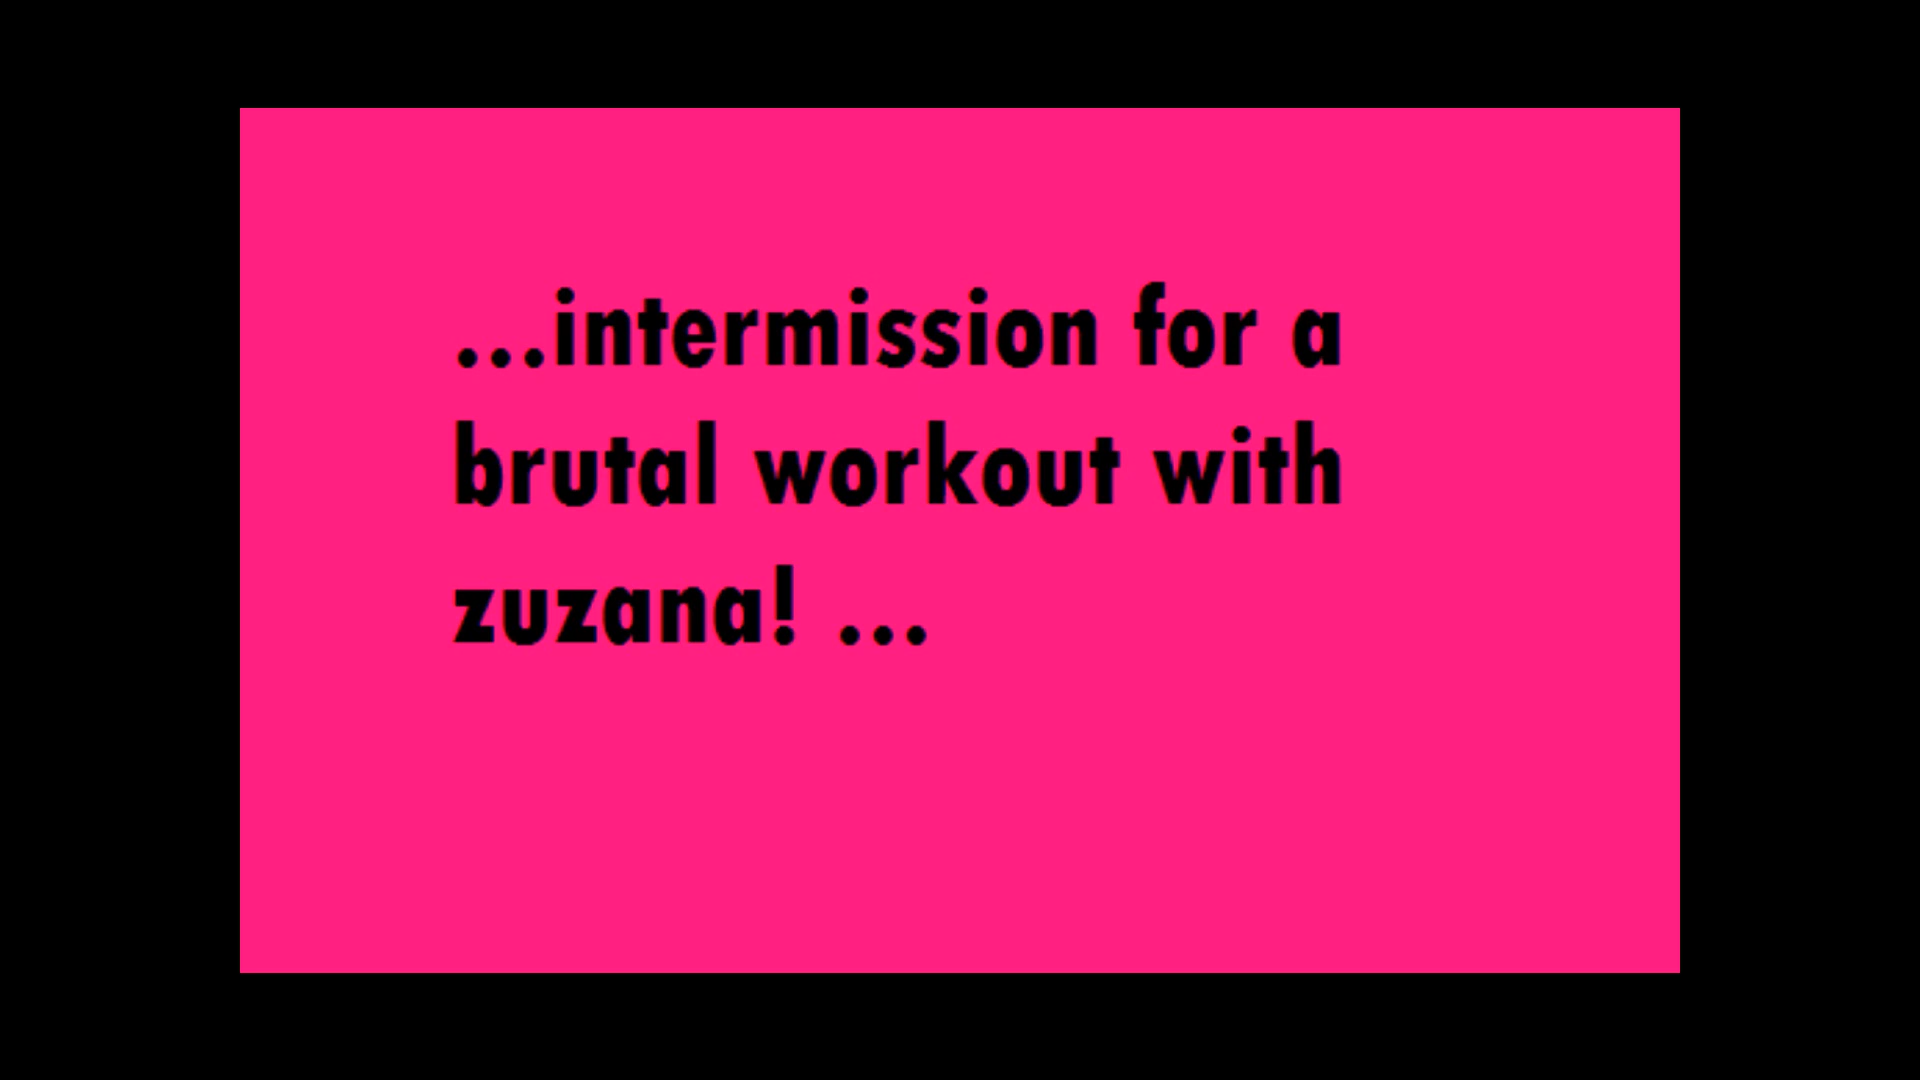 ...intermission for a
brutal workout with
zuzana! ...